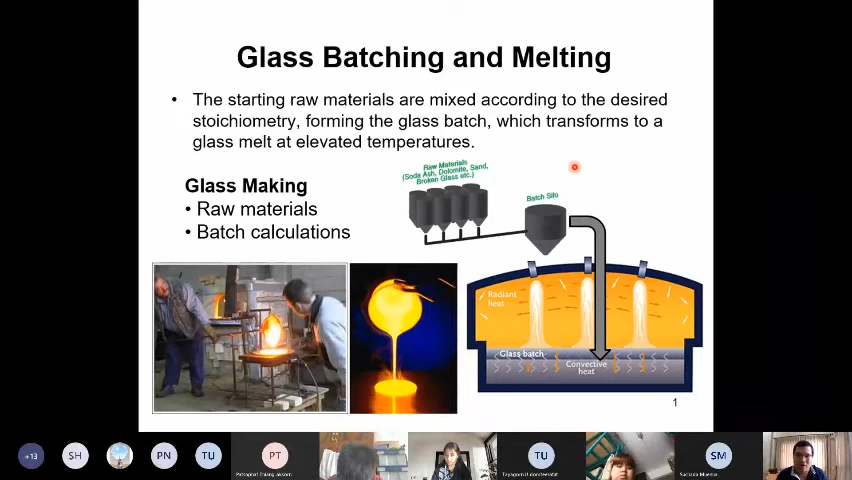 Glass Batching and Melting
• The starting raw materials are mixed according to the desired
stoichiometry, forming the glass batch, which transforms to a
glass melt at elevated temperatures.
Raw Materials
(Soda Ash, Dolomite, Sand,
Broken Glass etc.)
Glass Making
• Raw materials
• Batch calculations
Batch Silo
Radiant
heat
Glass batch
Convective
heat
1
+13
SH
PN
TU
PT
TU
SM